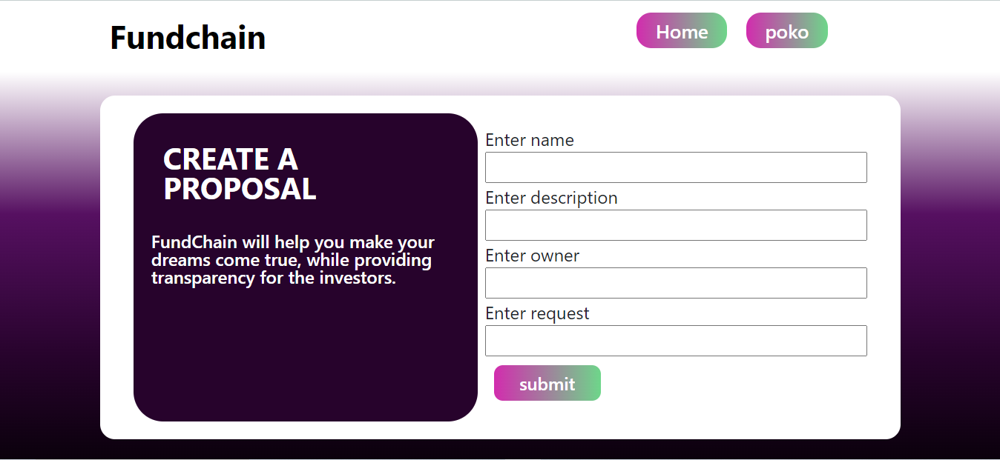 Fundchain
Home
poko
CREATE A
PROPOSAL
FundChain will help you make your
dreams come true, while providing
transparency for the investors.
Enter name
Enter description
Enter owner
Enter request
submit